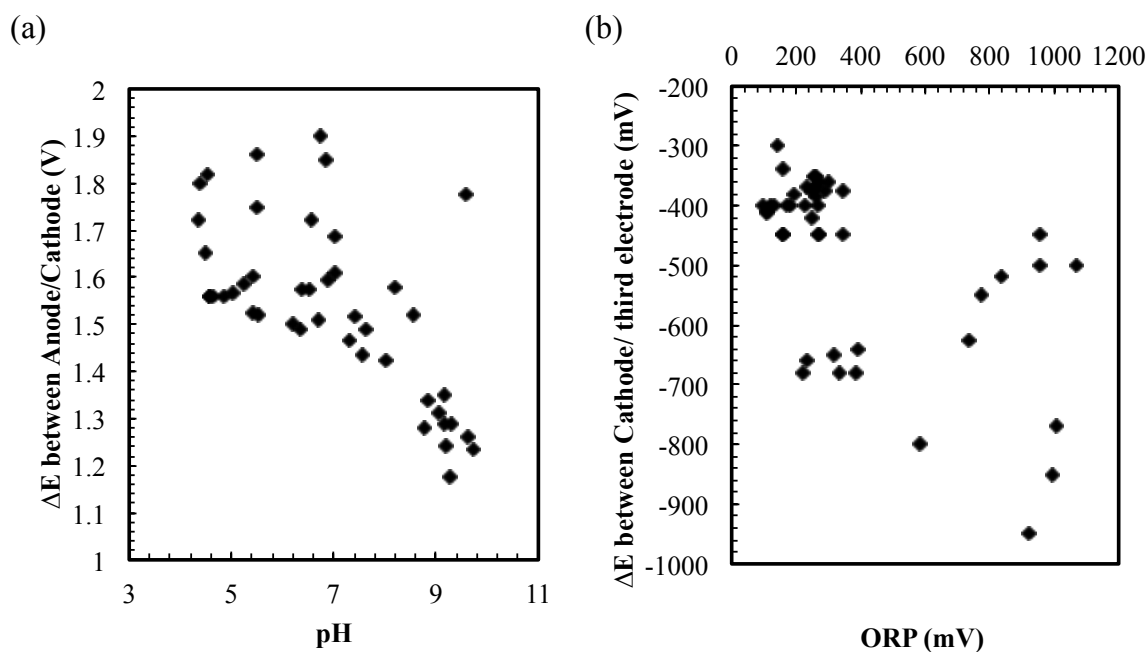 (a)
ΔE between Anode/Cathode (V)
2
1.9
1.8
1.7
1.6
1.5
1.4
1.3
1.2
1.1
1
3 5 7 9 11
pH
(b)
0 200 400 600 800 1000 1200
ΔE between Cathode/ third electrode (mV)
-200
-300
-400
-500
-600
-700
-800
-900
-1000
ORP (mV)